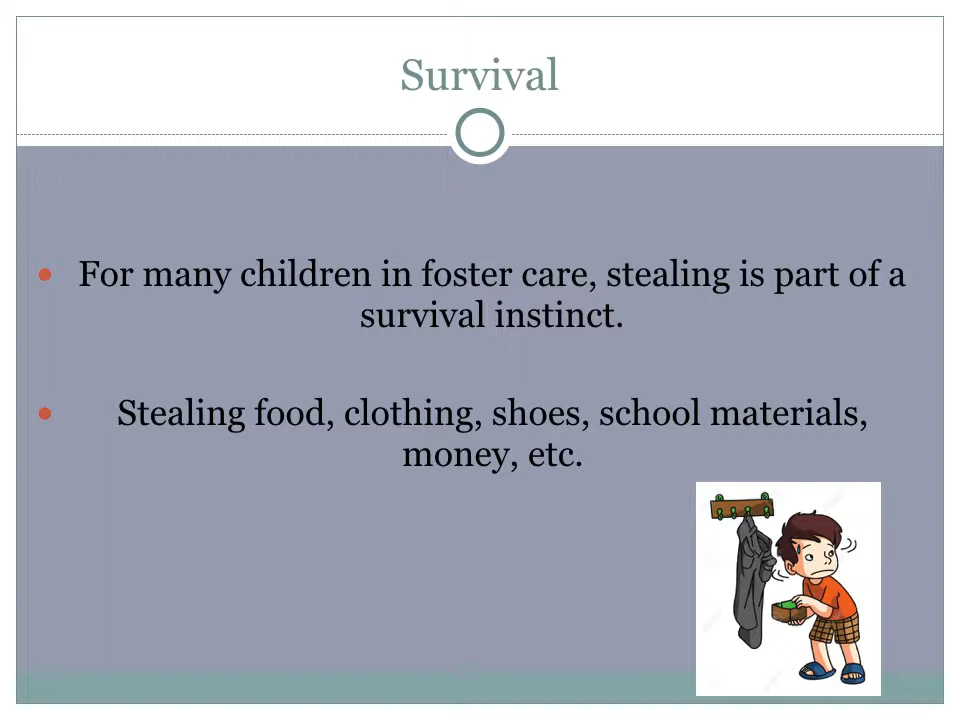 Survival
For many children in foster care, stealing is part of a
survival instinct.
Stealing food, clothing, shoes, school materials,
money, etc.